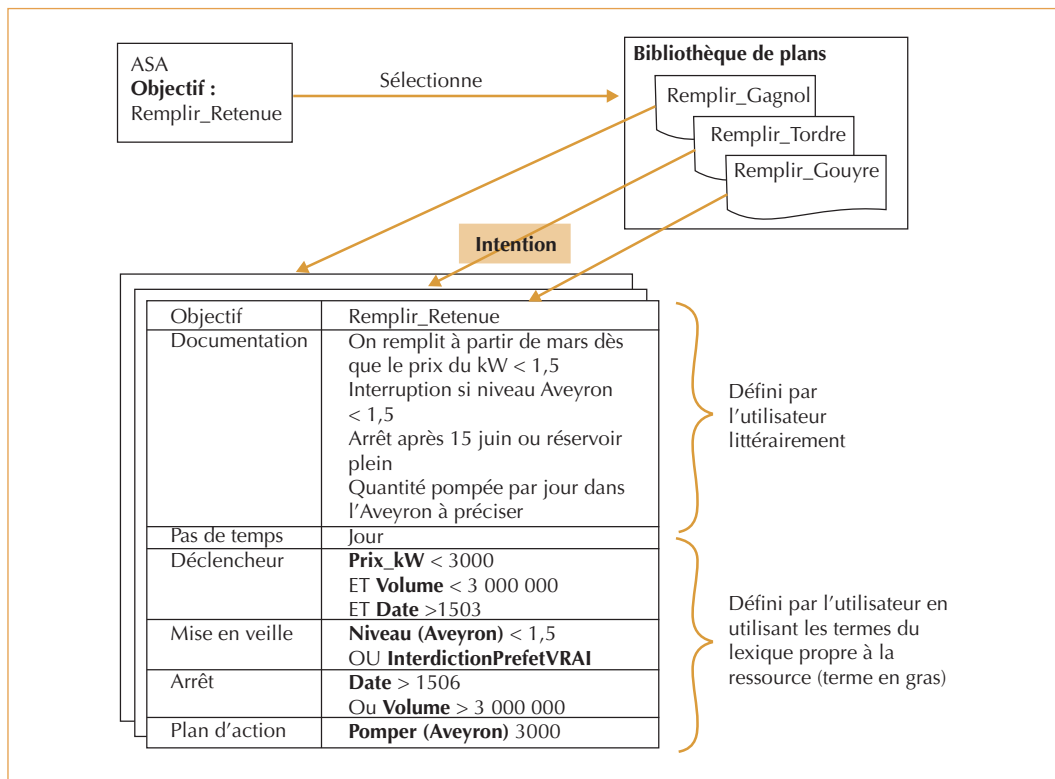 ASA
Objectif :
Remplir_Retenue
Sélectionne
Bibliothèque de plans
Remplir_Gagnol
Remplir_Tordre
Remplir_Gouyre
Intention
Objectif Remplir_Retenue
Documentation On remplit à partir de mars dès
que le prix du kW < 1,5
Interruption si niveau Aveyron
< 1,5
Arrêt après 15 juin ou réservoir
plein
Quantité pompée par jour dans
l'Aveyron à préciser
Défini par
l'utilisateur
littérairement
Pas de temps Jour
Déclencheur Prix_kW < 3000
ET Volume < 3 000 000
ET Date >1503
Mise en veille Niveau (Aveyron) < 1,5
OU InterdictionPrefetVRAI
Arrêt Date > 1506
Ou Volume > 3 000 000
Plan d'action Pomper (Aveyron) 3000
Défini par l'utilisateur en
utilisant les termes du
lexique propre à la
ressource (terme en gras)